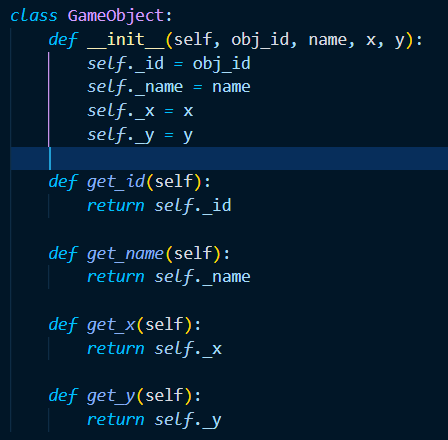 class GameObject:
    def __init__(self, obj_id, name, x, y):
        self._id = obj_id
        self._name = name
        self._x = x
        self._y = y
    def get_id(self):
        return self._id
    def get_name(self):
        return self._name
    def get_x(self):
        return self._x
    def get_y(self):
        return self._y